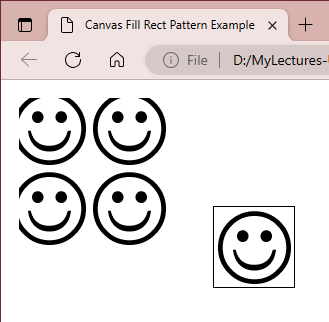 Canvas Fill Rect Pattern Example
File
D:/MyLectures-